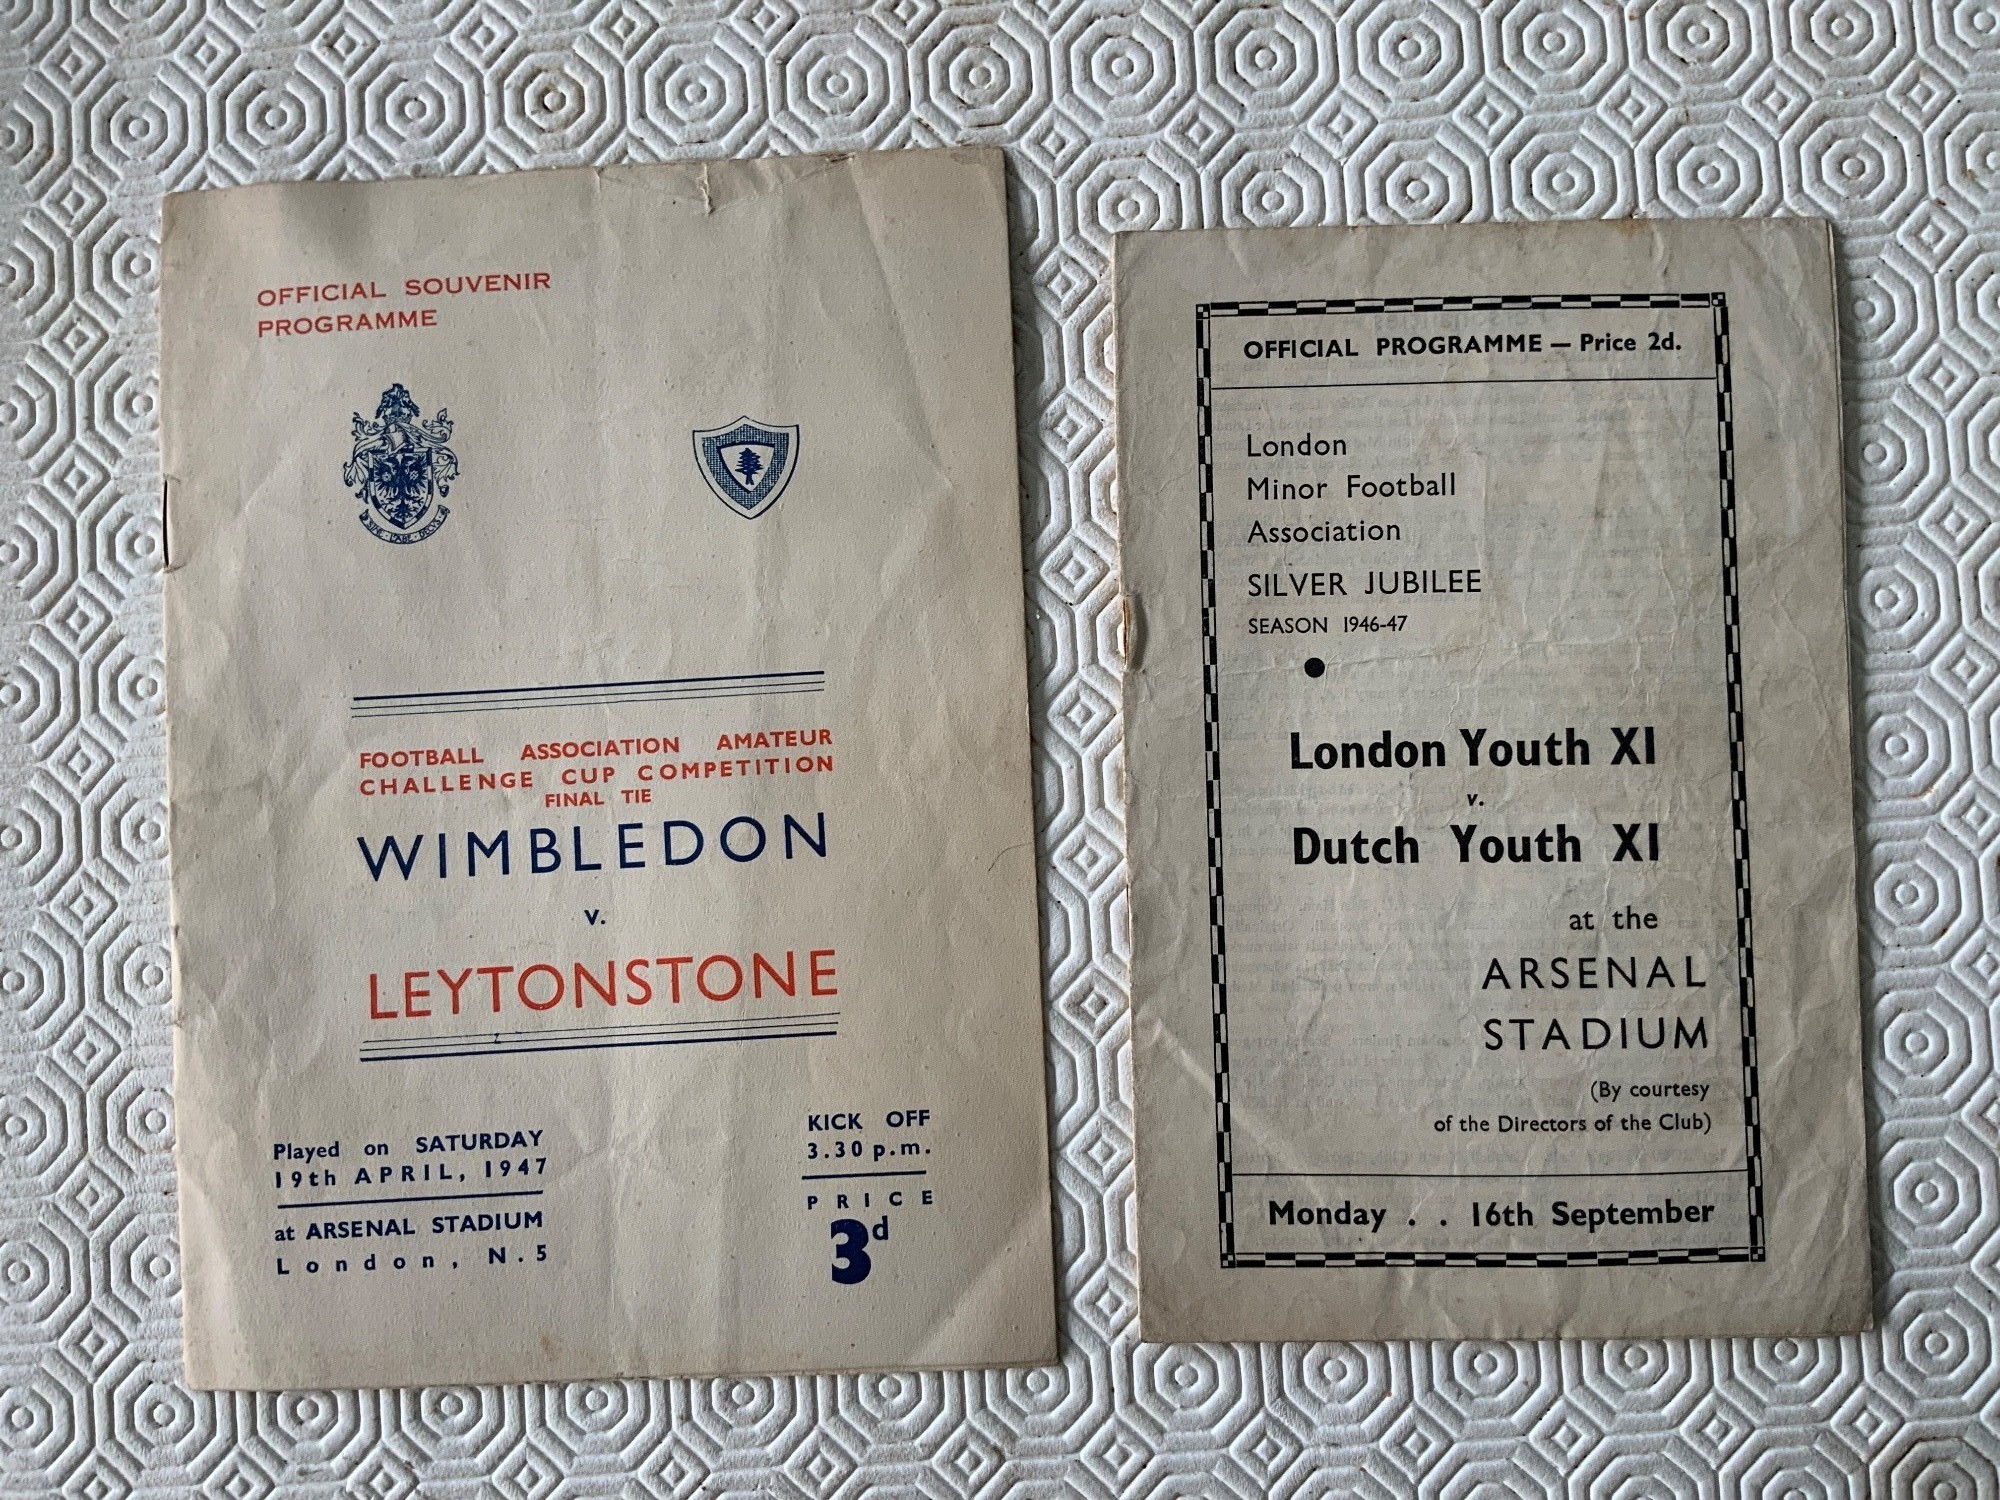 OFFICIAL SOUVENIR
PROGRAMME
SINE · LABE · DECUS
FOOTBALL ASSOCIATION AMATEUR
CHALLENGE CUP COMPETITION
FINAL TIE
WIMBLEDON
v.
LEYTONSTONE
Played on SATURDAY
19th APRIL, 1947
at ARSENAL STADIUM
London, N.5
KICK OFF
3.30 p.m.
PRICE
3d
OFFICIAL PROGRAMME — Price 2d.
London
Minor Football
Association
SILVER JUBILEE
SEASON 1946-47
London Youth XI
v.
Dutch Youth XI
at the
ARSENAL
STADIUM
(By courtesy
of the Directors of the Club)
Monday . . 16th September